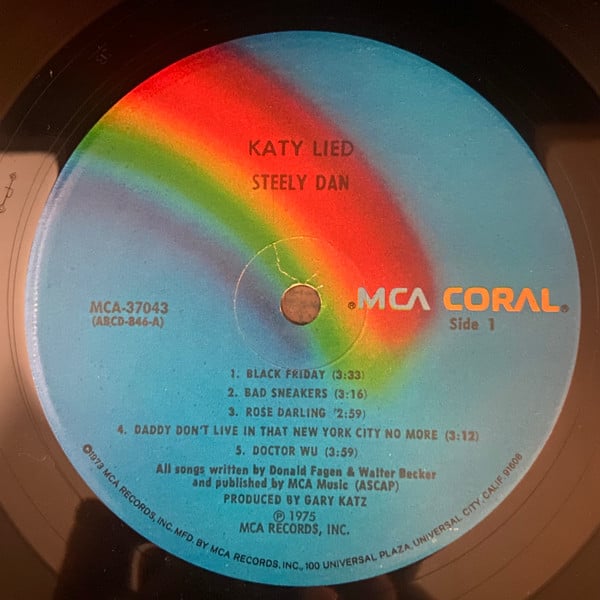 KATY LIED
STEELY DAN
MCA CORAL®
MCA-37043
(ABCD-846-A)
Side 1
1. BLACK FRIDAY (3:33)
2. BAD SNEAKERS (3:16)
3. ROSE DARLING (2:59)
4. DADDY DON'T LIVE IN THAT NEW YORK CITY NO MORE (3:12)
5. DOCTOR WU (3:59)
All songs written by Donald Fagen & Walter Becker
and published by MCA Music (ASCAP)
PRODUCED BY GARY KATZ
℗ 1975
MCA RECORDS, INC.
©1973 MCA RECORDS, INC. MFD. BY MCA RECORDS, INC., 100 UNIVERSAL PLAZA, UNIVERSAL CITY, CALIF. 91608